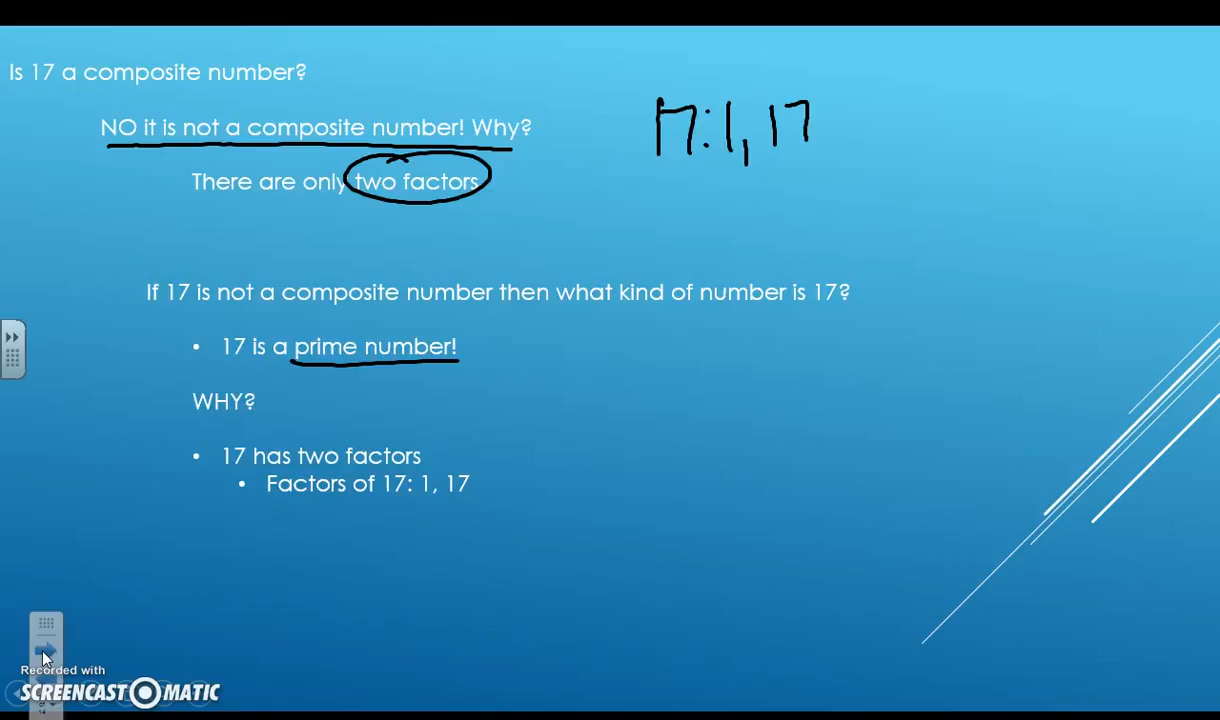 Is 17 a composite number?
NO it is not a composite number! Why?
17: 1, 17
There are only two factors
If 17 is not a composite number then what kind of number is 17?
• 17 is a prime number!
WHY?
• 17 has two factors
• Factors of 17: 1, 17
Recorded with
SCREENCAST-O-MATIC